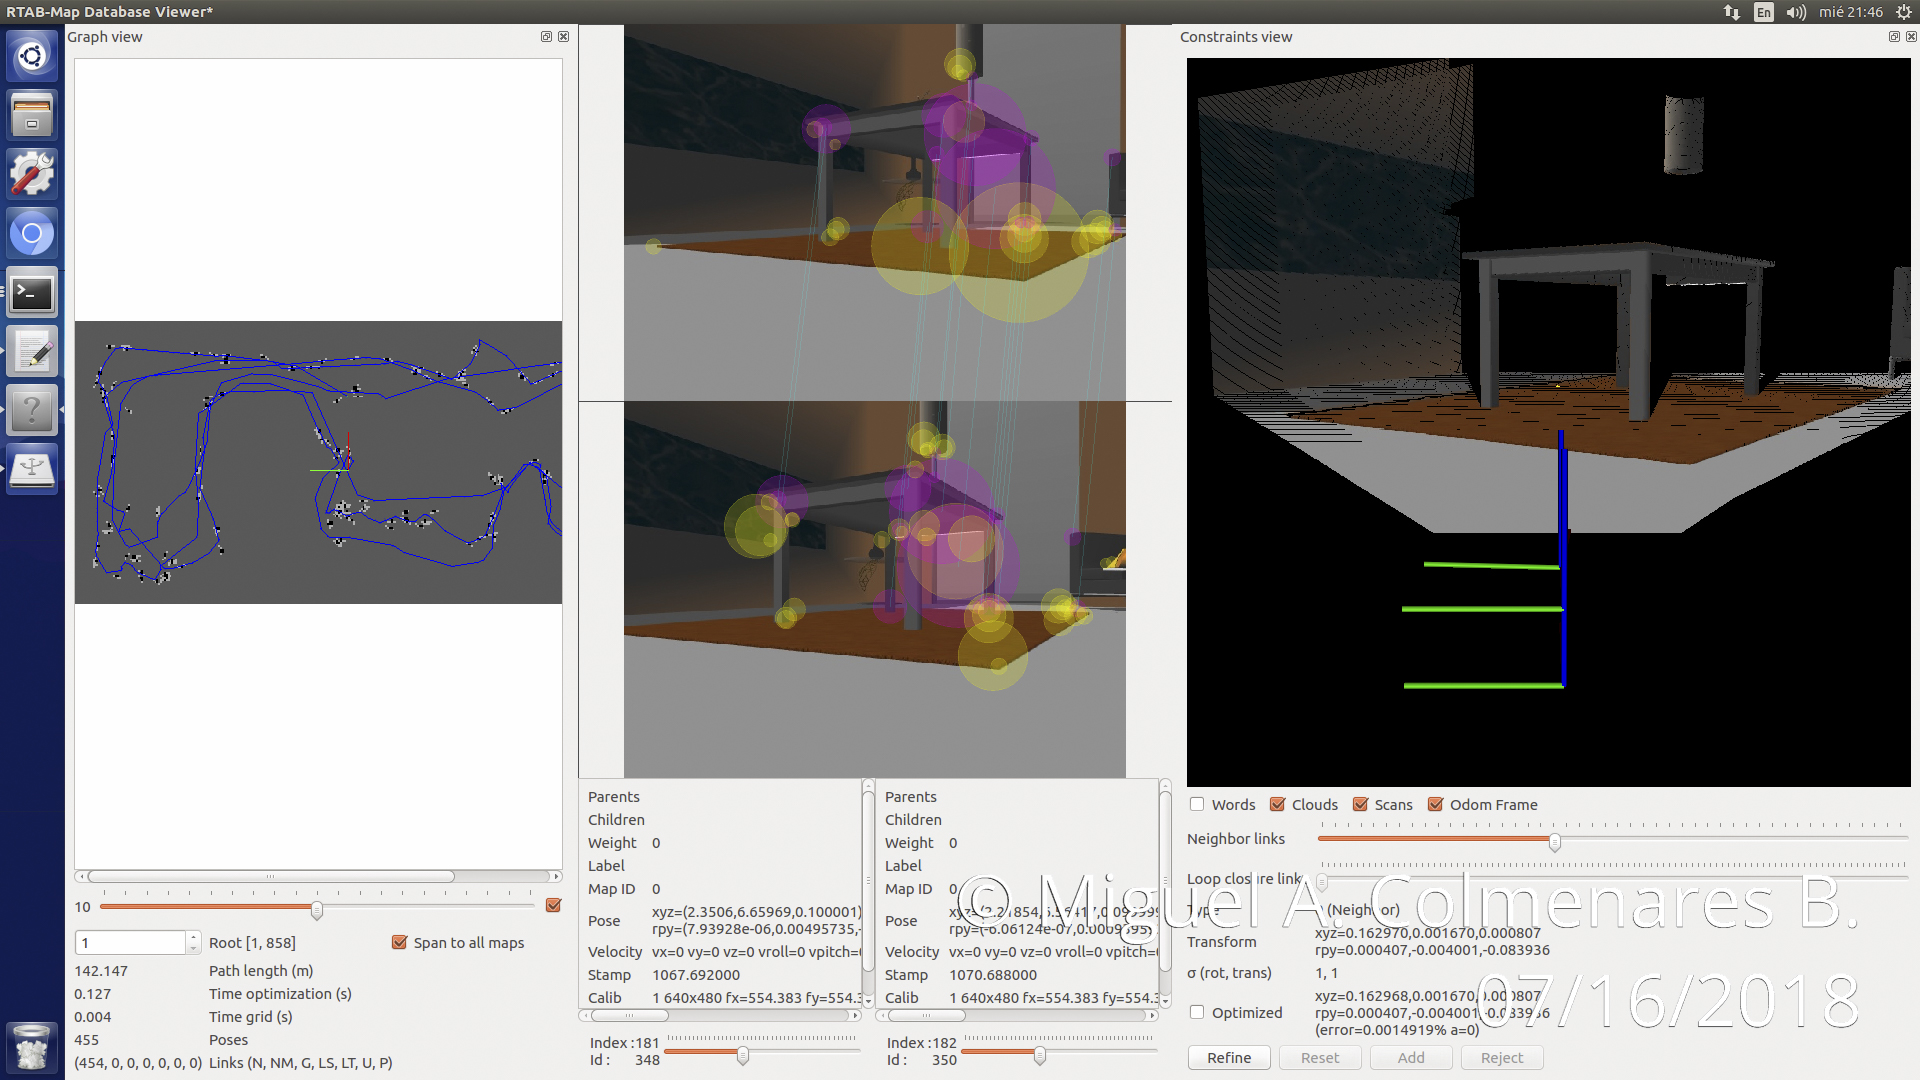 RTAB-Map Database Viewer*
En
mié 21:46
Graph view
10
1
Root [1, 858]
Span to all maps
142.147 Path length (m)
0.127 Time optimization (s)
0.004 Time grid (s)
455 Poses
(454, 0, 0, 0, 0, 0, 0) Links (N, NM, G, LS, LT, U, P)
Parents
Children
Weight 0
Label
Map ID 0
Pose xyz=(2.3506,6.65969,0.100001)
rpy=(7.93928e-06,0.00495735,-
Velocity vx=0 vy=0 vz=0 vroll=0 vpitch=
Stamp 1067.692000
Calib 1 640x480 fx=554.383 fy=554.3
Index :181
Id : 348
Parents
Children
Weight 0
Label
Map ID 0
Pose
Velocity vx=0 vy=0 vz=0 vroll=0 vpitch=
Stamp 1070.688000
Calib 1 640x480 fx=554.383 fy=554.3
Index :182
Id : 350
Constraints view
Words
Clouds
Scans
Odom Frame
Neighbor links
Loop closure link
Type (Neighbor)
Transform xyz=0.162970,0.001670,0.000807
rpy=0.000407,-0.004001,-0.083936
σ (rot, trans) 1, 1
Optimized
xyz=0.162968,0.001670,0.000807
rpy=0.000407,-0.004001,-0.083936
(error=0.0014919% a=0)
Refine
Reset
Add
Reject
© Miguel A. Colmenares B.
07/16/2018